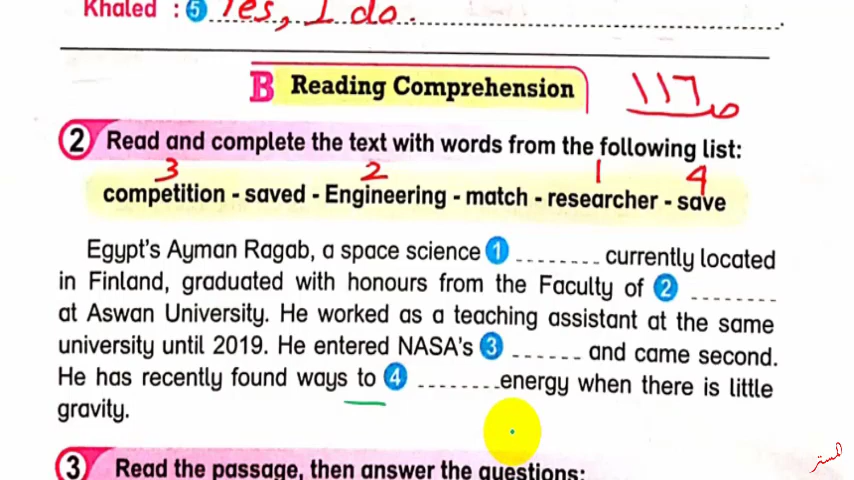 Khaled : 5 Yes, I do.
B Reading Comprehension
117
2 Read and complete the text with words from the following list:
3 2 1 4
competition - saved - Engineering - match - researcher - save
Egypt's Ayman Ragab, a space science 1 ........ currently located
in Finland, graduated with honours from the Faculty of 2 ........
at Aswan University. He worked as a teaching assistant at the same
university until 2019. He entered NASA's 3 ...... and came second.
He has recently found ways to 4 ........energy when there is little
gravity.
المستر
3 Read the passage, then answer the questions: